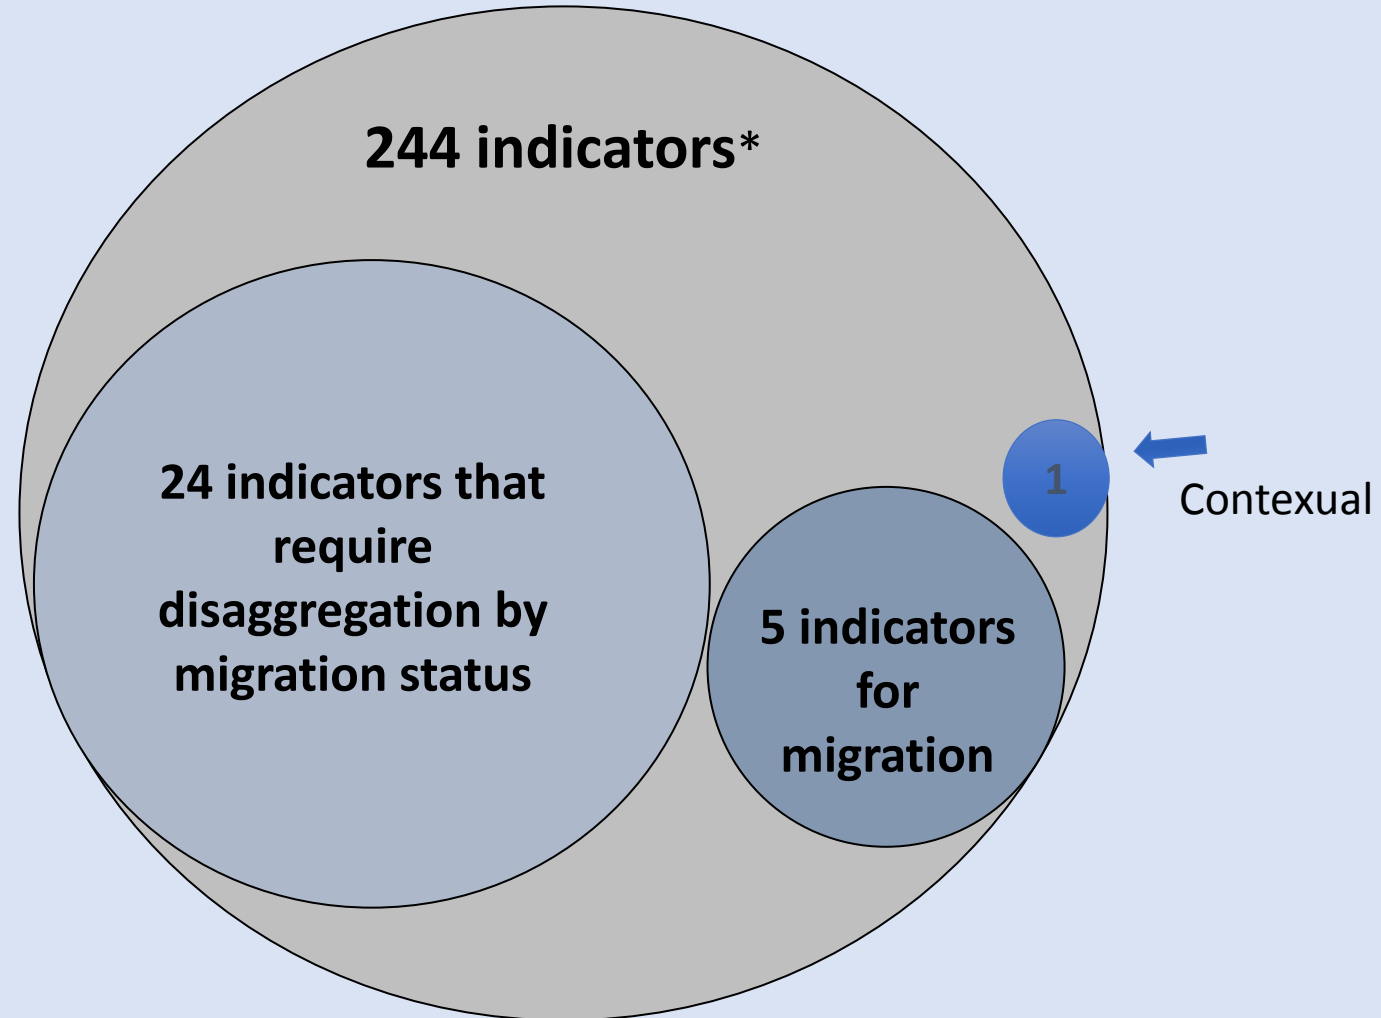 244 indicators*
24 indicators that
require
disaggregation by
migration status
1
Contexual
5 indicators
for
migration